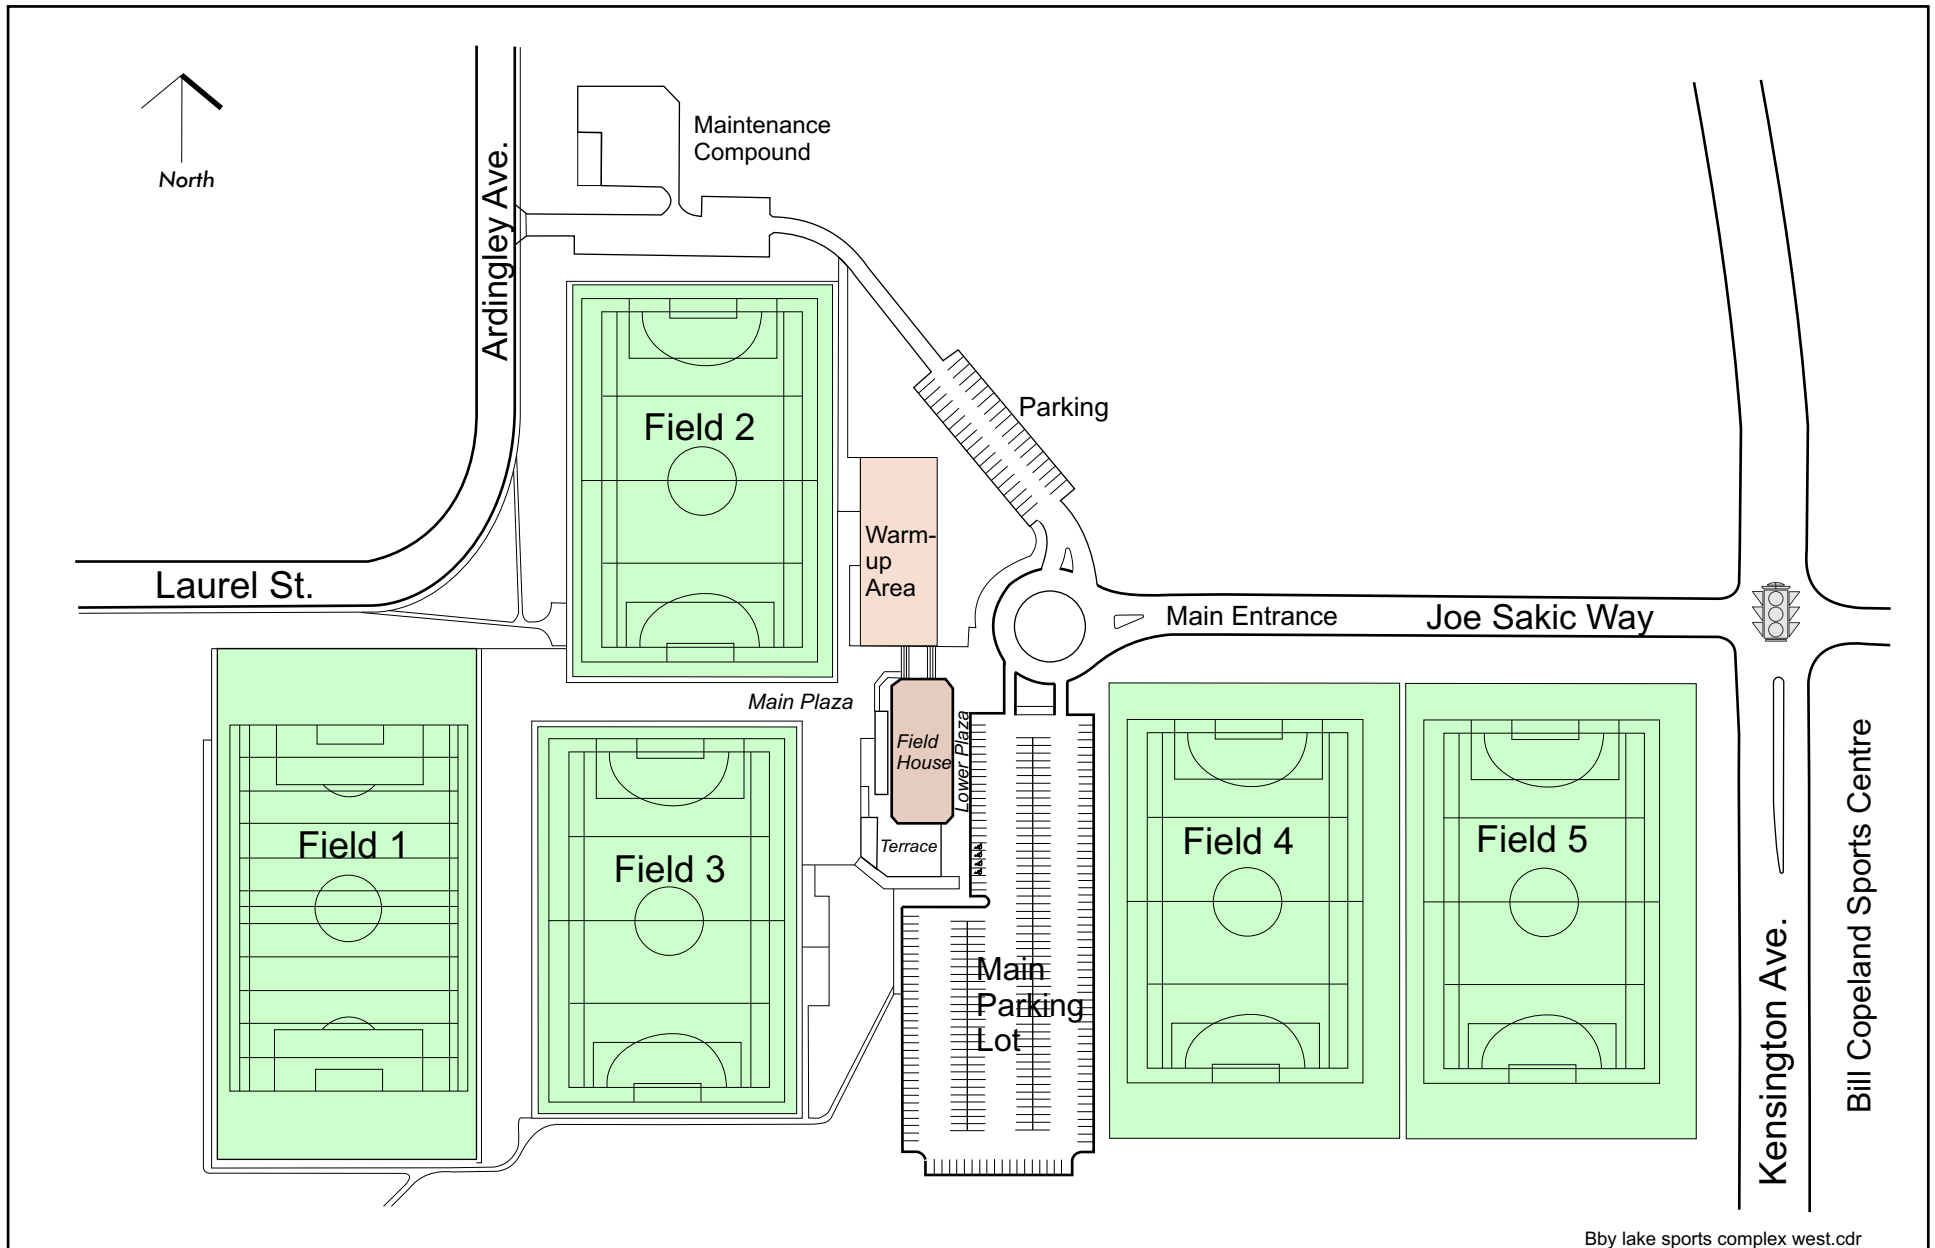 Maintenance
Compound
North
Ardingley Ave.
Parking
Field 2
Warm-
up
Area
Laurel St.
Main Entrance
Joe Sakic Way
Main Plaza
Field
House
Lower Plaza
Terrace
Field 1
Field 3
Field 4
Field 5
Main
Parking
Lot
Kensington Ave.
Bill Copeland Sports Centre
Bby lake sports complex west.cdr